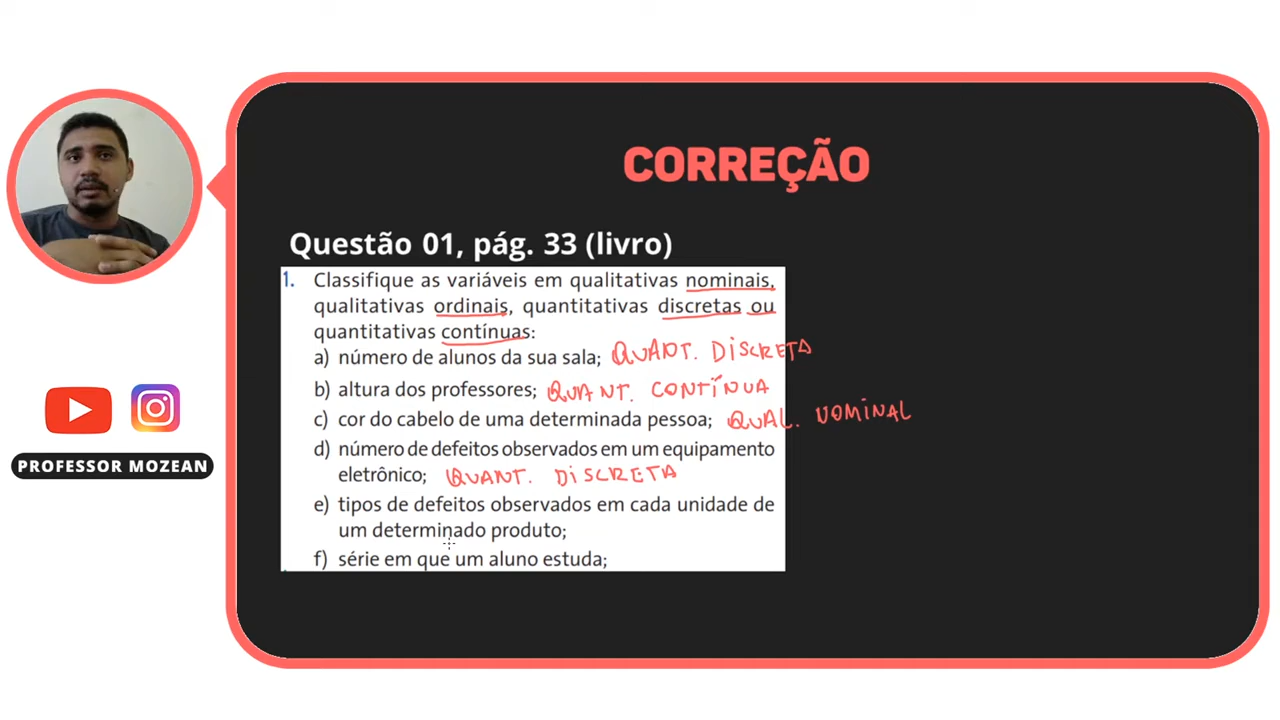 CORREÇÃO
Questão 01, pág. 33 (livro)
1. Classifique as variáveis em qualitativas nominais,
qualitativas ordinais, quantitativas discretas ou
quantitativas contínuas:
a) número de alunos da sua sala; QUANT. DISCRETA
b) altura dos professores; QUANT. CONTÍNUA
c) cor do cabelo de uma determinada pessoa; QUAL. NOMINAL
d) número de defeitos observados em um equipamento
eletrônico; QUANT. DISCRETA
e) tipos de defeitos observados em cada unidade de
um determinado produto;
f) série em que um aluno estuda;
PROFESSOR MOZEAN